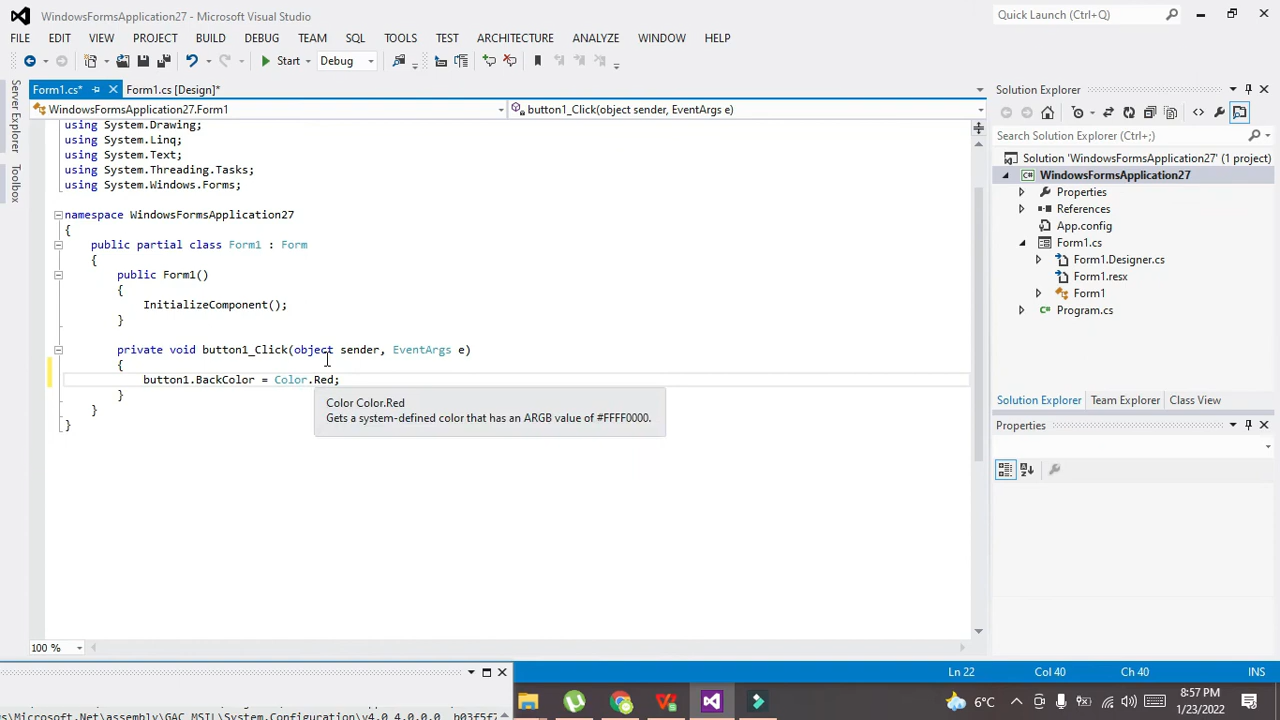 WindowsFormsApplication27 - Microsoft Visual Studio
Quick Launch (Ctrl+Q)
FILE EDIT VIEW PROJECT BUILD DEBUG TEAM SQL TOOLS TEST ARCHITECTURE ANALYZE WINDOW HELP
Start Debug
Server Explorer
Toolbox
Form1.cs* Form1.cs [Design]*
WindowsFormsApplication27.Form1 button1_Click(object sender, EventArgs e)
using System.Drawing;
using System.Linq;
using System.Text;
using System.Threading.Tasks;
using System.Windows.Forms;
namespace WindowsFormsApplication27
{
public partial class Form1 : Form
{
public Form1()
{
InitializeComponent();
}
private void button1_Click(object sender, EventArgs e)
{
button1.BackColor = Color.Red;
}
}
}
Color Color.Red
Gets a system-defined color that has an ARGB value of #FFFF0000.
100 %
Solution Explorer
Search Solution Explorer (Ctrl+;)
Solution 'WindowsFormsApplication27' (1 project)
WindowsFormsApplication27
Properties
References
App.config
Form1.cs
Form1.Designer.cs
Form1.resx
Form1
Program.cs
Solution Explorer Team Explorer Class View
Properties
Ln 22 Col 40 Ch 40 INS
6°C
8:57 PM
1/23/2022